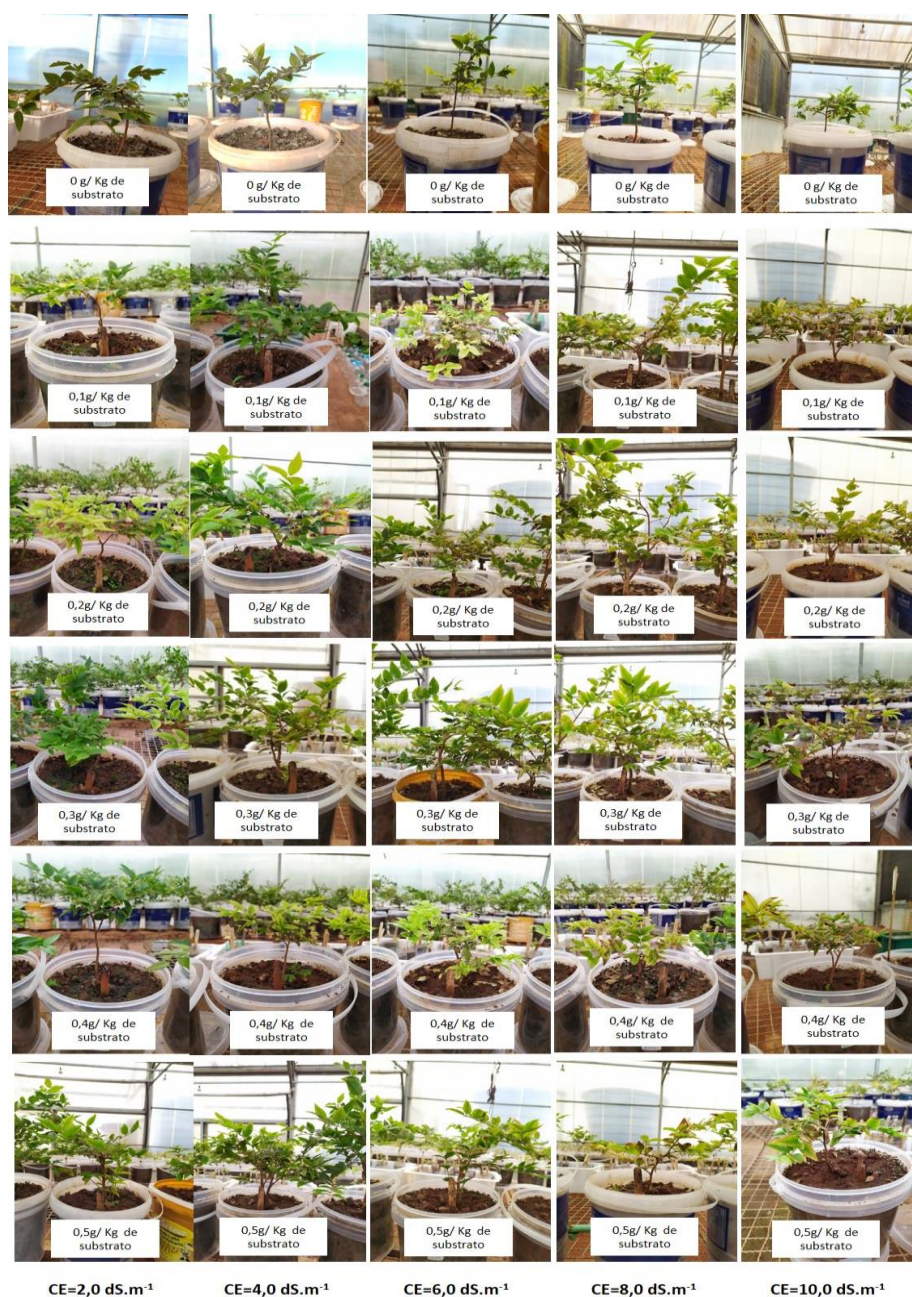 0 g/ Kg de
substrato
0 g/ Kg de
substrato
0 g/ Kg de
substrato
0 g/ Kg de
substrato
0 g/ Kg de
substrato
0,1g/ Kg de
substrato
0,1g/ Kg de
substrato
0,1g/ Kg de
substrato
0,1g/ Kg de
substrato
0,1g/ Kg de
substrato
0,2g/ Kg de
substrato
0,2g/ Kg de
substrato
0,2g/ Kg de
substrato
0,2g/ Kg de
substrato
0,2g/ Kg de
substrato
0,3g/ Kg de
substrato
0,3g/ Kg de
substrato
0,3g/ Kg de
substrato
0,3g/ Kg de
substrato
0,3g/ Kg de
substrato
0,4g/ Kg de
substrato
0,4g/ Kg de
substrato
0,4g/ Kg de
substrato
0,4g/ Kg de
substrato
0,4g/ Kg de
substrato
0,5g/ Kg de
substrato
0,5g/ Kg de
substrato
0,5g/ Kg de
substrato
0,5g/ Kg de
substrato
0,5g/ Kg de
substrato
CE=2,0 dS.m⁻¹ CE=4,0 dS.m⁻¹ CE=6,0 dS.m⁻¹ CE=8,0 dS.m⁻¹ CE=10,0 dS.m⁻¹